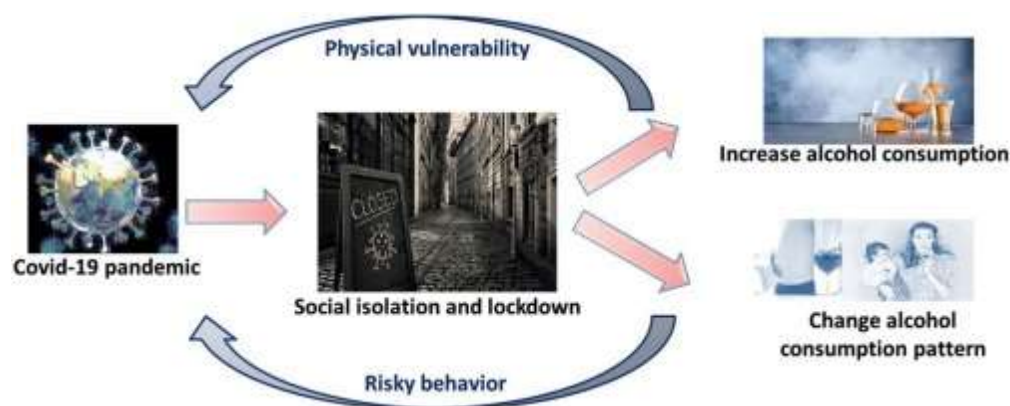 Physical vulnerability
Increase alcohol consumption
CLOSED
Covid-19 pandemic
Social isolation and lockdown
Change alcohol
consumption pattern
Risky behavior